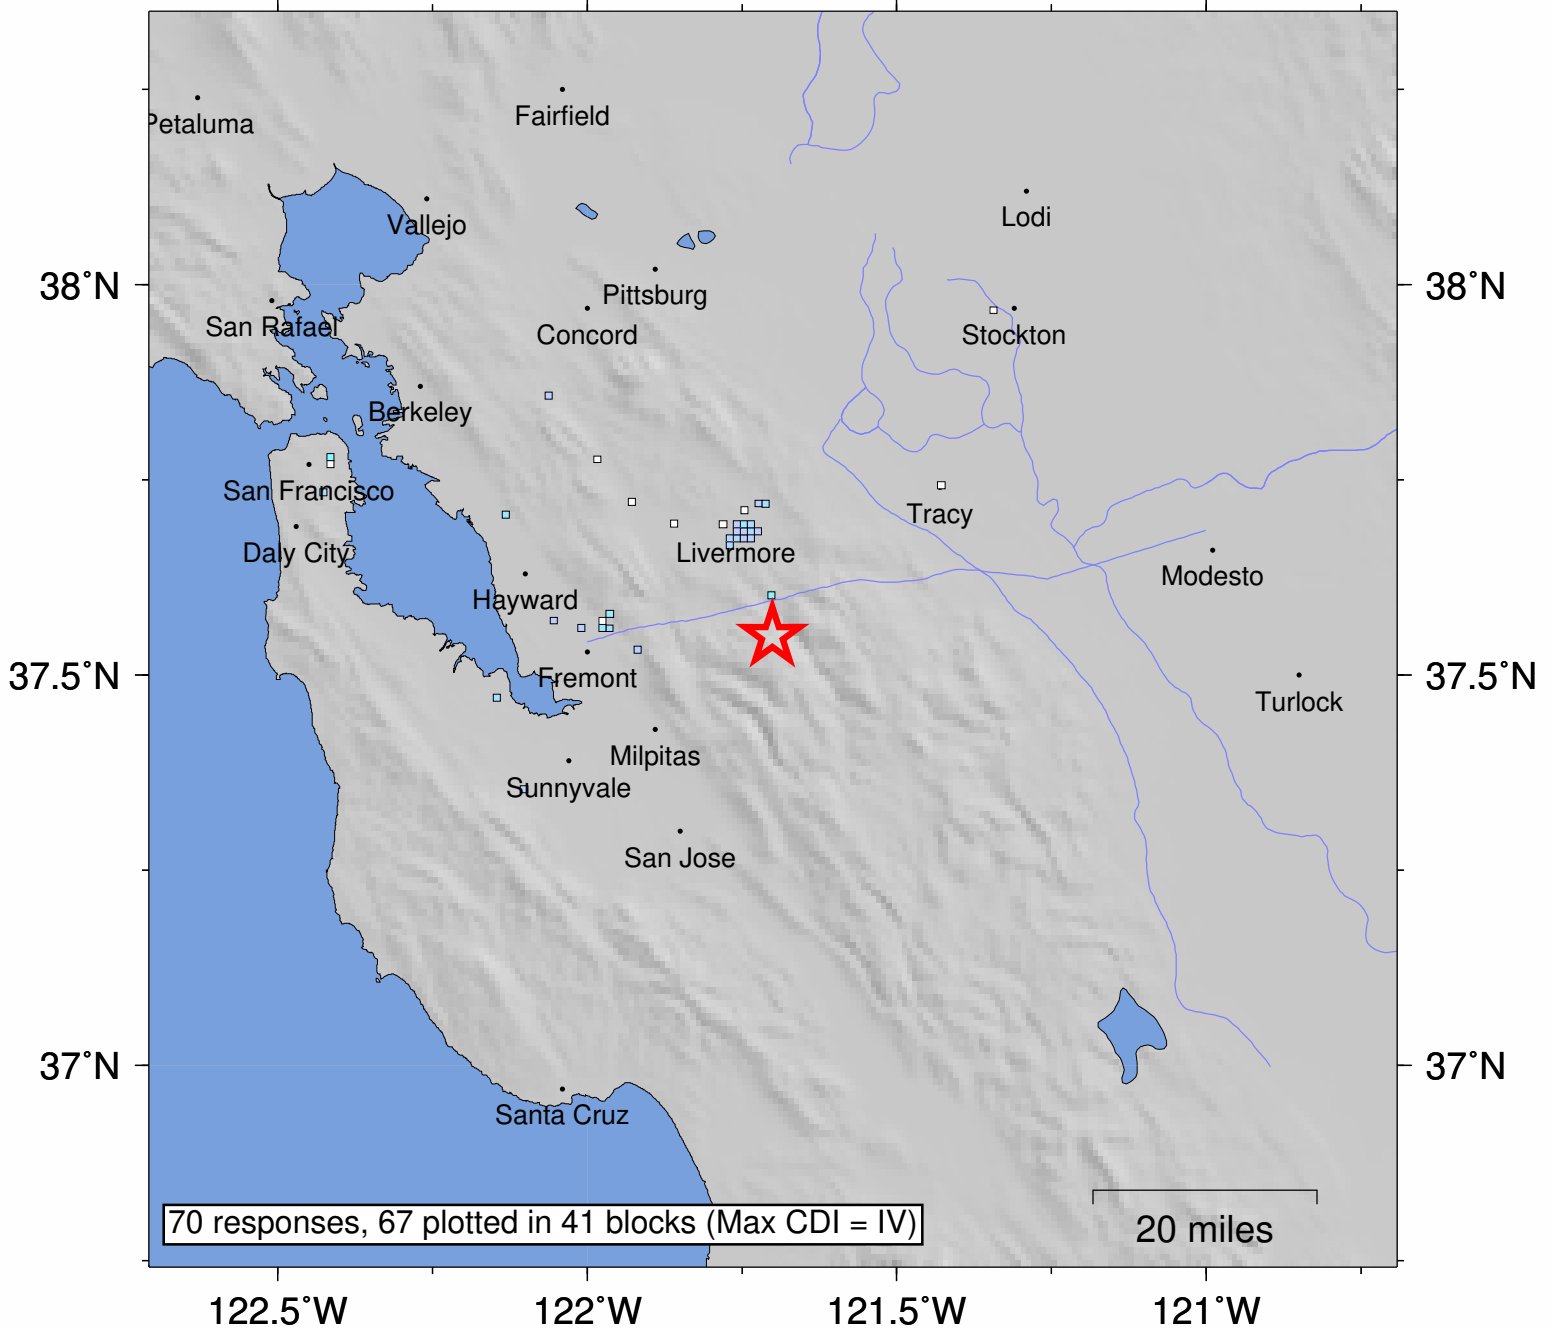 Petaluma
Fairfield
Vallejo
Lodi
38°N
38°N
Pittsburg
San Rafael
Concord
Stockton
Berkeley
San Francisco
Tracy
Daly City
Livermore
Modesto
Hayward
37.5°N
Fremont
37.5°N
Turlock
Milpitas
Sunnyvale
San Jose
37°N
37°N
Santa Cruz
70 responses, 67 plotted in 41 blocks (Max CDI = IV)
20 miles
122.5°W
122°W
121.5°W
121°W